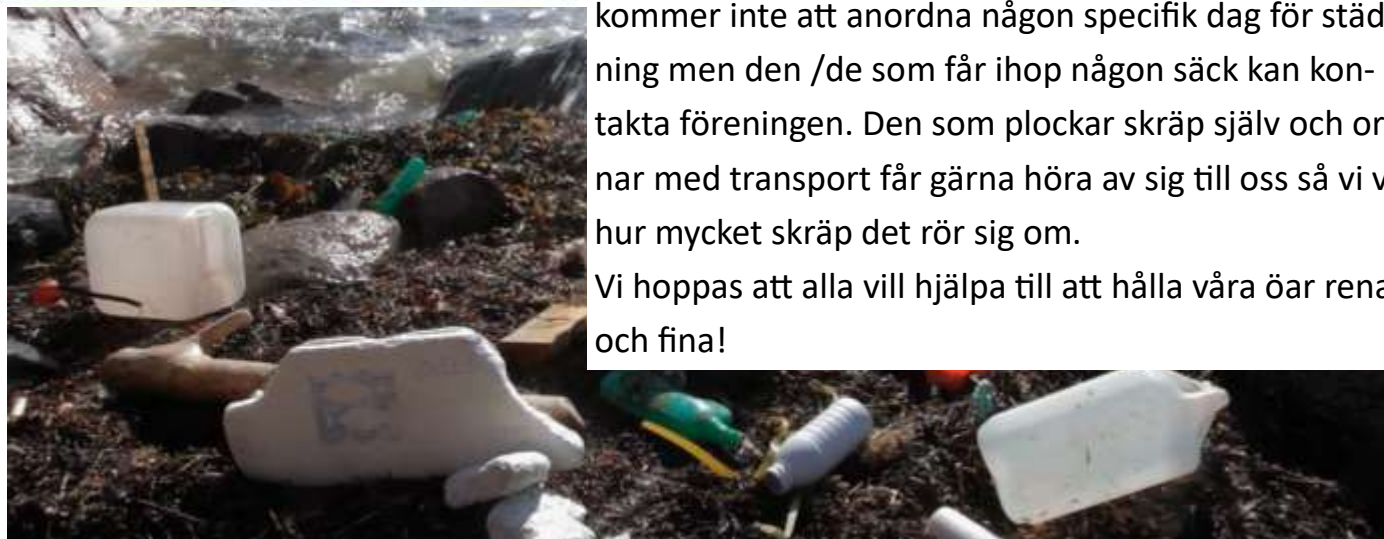 kommer inte att anordna någon specifik dag för städ
ning men den /de som får ihop någon säck kan kon-
takta föreningen. Den som plockar skräp själv och or
nar med transport får gärna höra av sig till oss så vi v
hur mycket skräp det rör sig om.
Vi hoppas att alla vill hjälpa till att hålla våra öar rena
och fina!